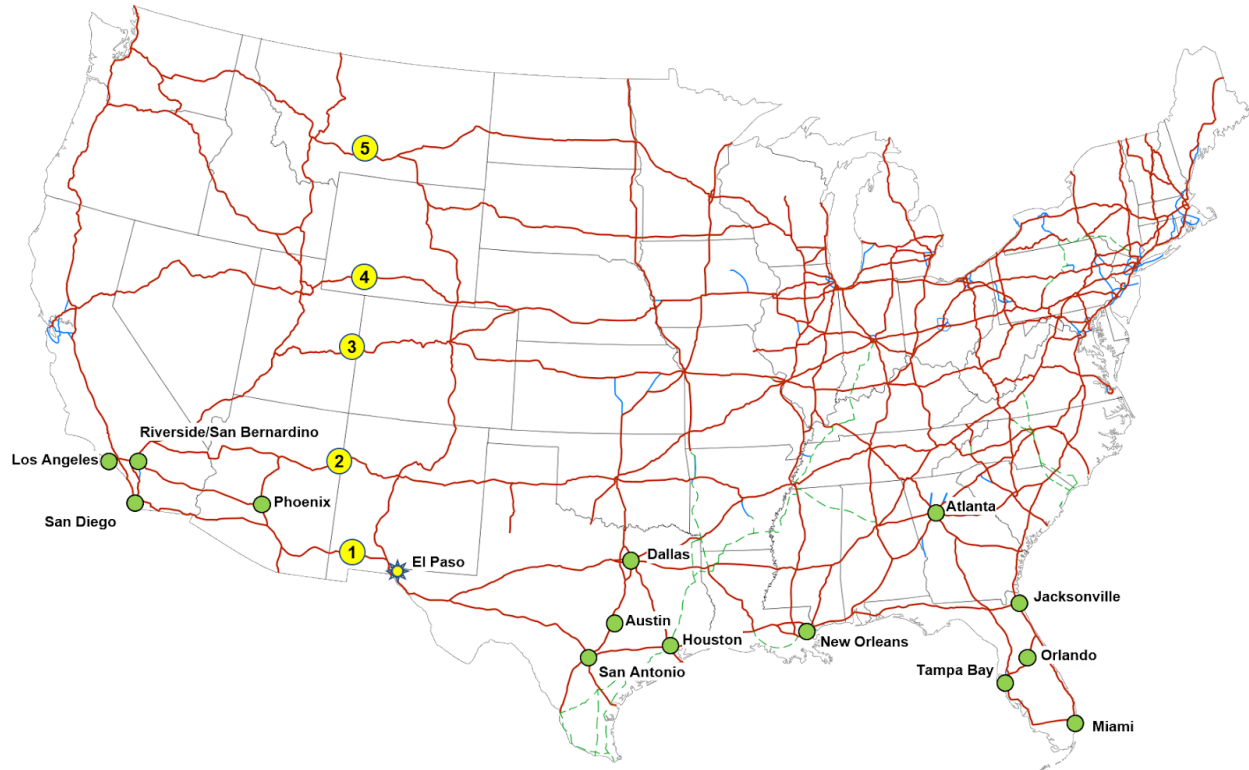 5
4
3
Riverside/San Bernardino
Los Angeles
2
Phoenix
San Diego
Atlanta
1
El Paso
Dallas
Jacksonville
Austin
Houston
New Orleans
Orlando
San Antonio
Tampa Bay
Miami